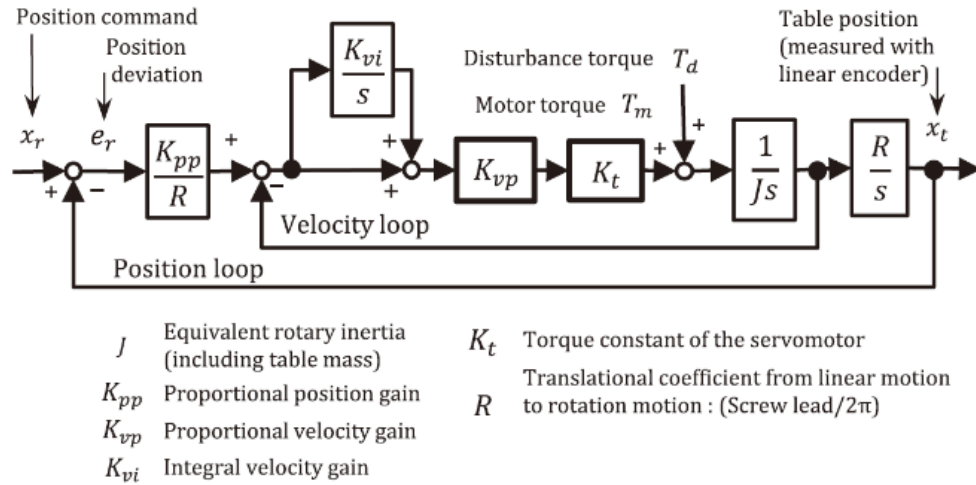 Position command
Position
deviation
Table position
(measured with
linear encoder)
Disturbance torque T_d
Motor torque T_m
K_vi
s
x_r
e_r
x_t
+
−
K_pp
R
+
−
+
+
K_vp
K_t
+
+
1
Js
R
s
Velocity loop
Position loop
J Equivalent rotary inertia
(including table mass)
K_pp Proportional position gain
K_vp Proportional velocity gain
K_vi Integral velocity gain
K_t Torque constant of the servomotor
R Translational coefficient from linear motion
to rotation motion : (Screw lead/2π)